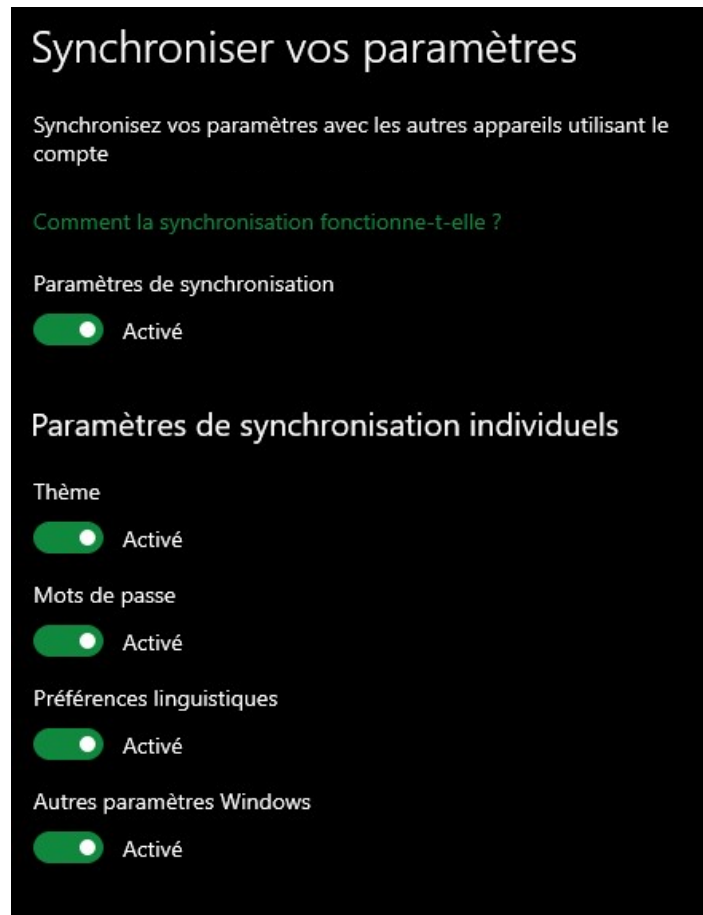 Synchroniser vos paramètres
Synchronisez vos paramètres avec les autres appareils utilisant le
compte
Comment la synchronisation fonctionne-t-elle ?
Paramètres de synchronisation
Activé
Paramètres de synchronisation individuels
Thème
Activé
Mots de passe
Activé
Préférences linguistiques
Activé
Autres paramètres Windows
Activé